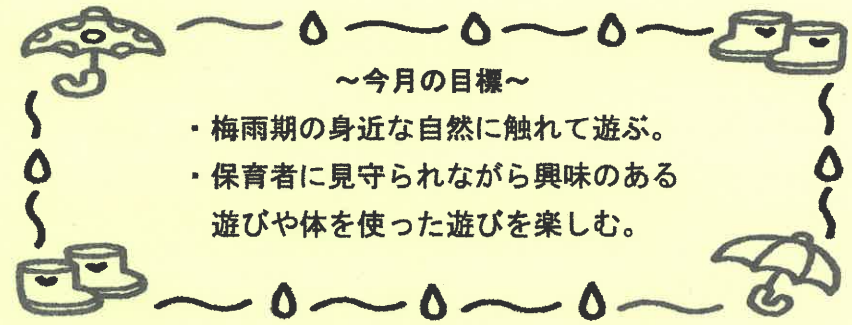 ～今月の目標～
・梅雨期の身近な自然に触れて遊ぶ。
・保育者に見守られながら興味のある
遊びや体を使った遊びを楽しむ。